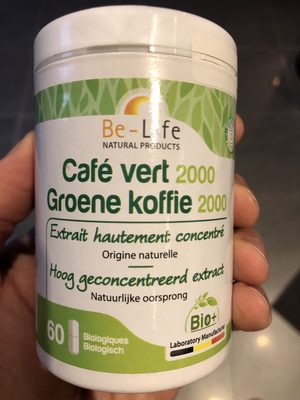 Be-Life
NATURAL PRODUCTS
Café vert 2000
Groene koffie 2000
Extrait hautement concentré
Origine naturelle
Hoog geconcentreerd extract
Natuurlijke oorsprong
60 Biologiques
Biologisch
Bio+
Laboratory Manufacturer